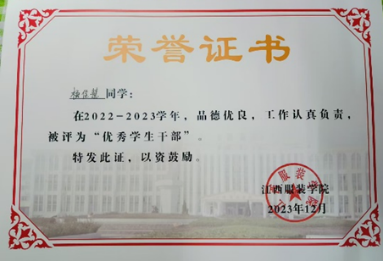 荣誉证书
同学：
在2022-2023学年，品德优良，工作认真负责，
被评为“优秀学生干部”。
特发此证，以资鼓励。
江西服装学院
2023年12月